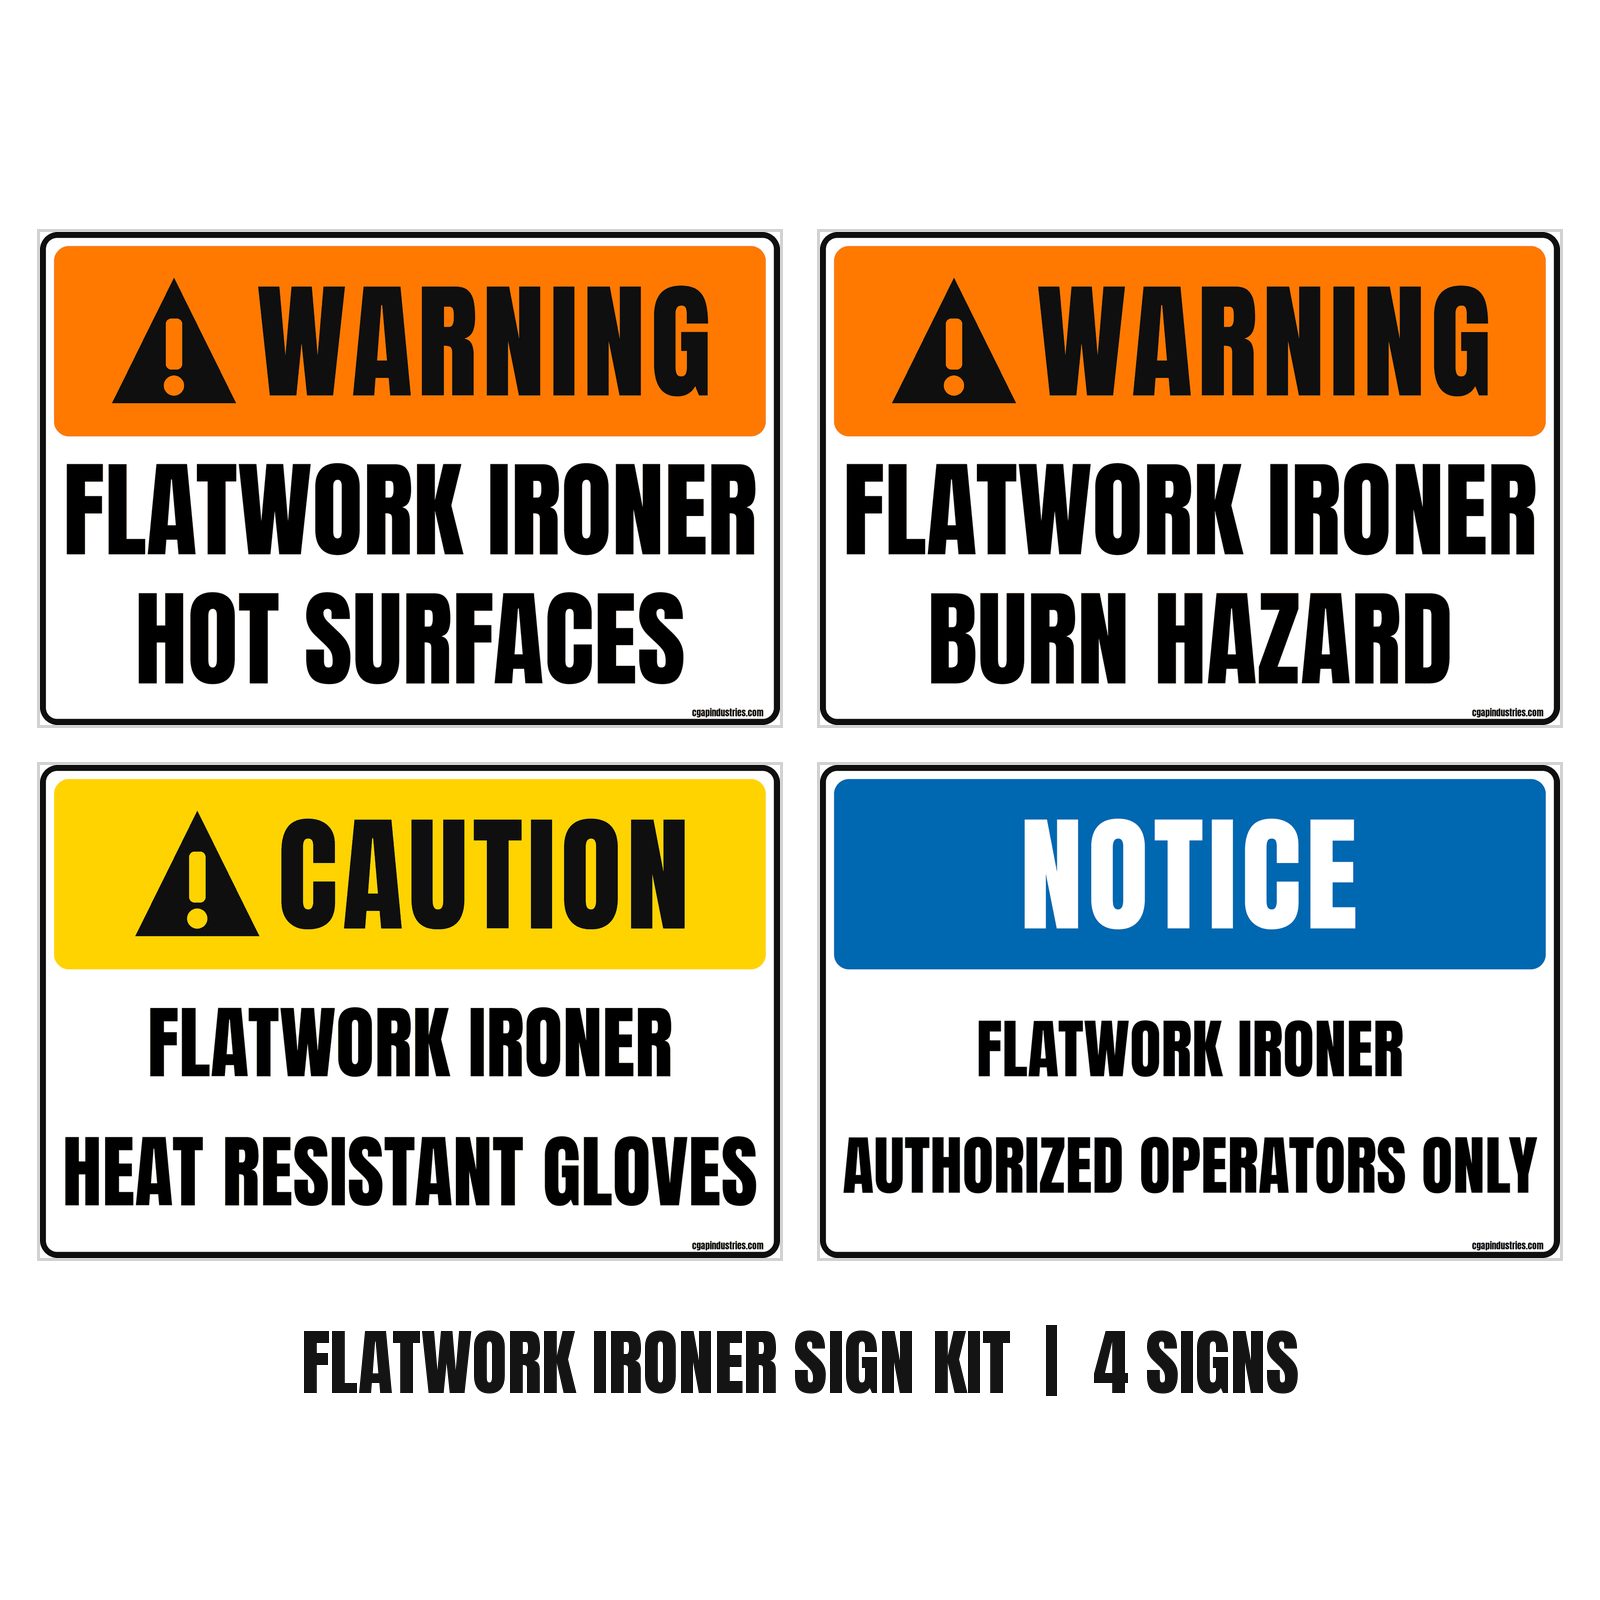 WARNING
FLATWORK IRONER
HOT SURFACES
cgapindustries.com
WARNING
FLATWORK IRONER
BURN HAZARD
cgapindustries.com
CAUTION
FLATWORK IRONER
HEAT RESISTANT GLOVES
cgapindustries.com
NOTICE
FLATWORK IRONER
AUTHORIZED OPERATORS ONLY
cgapindustries.com
FLATWORK IRONER SIGN KIT | 4 SIGNS